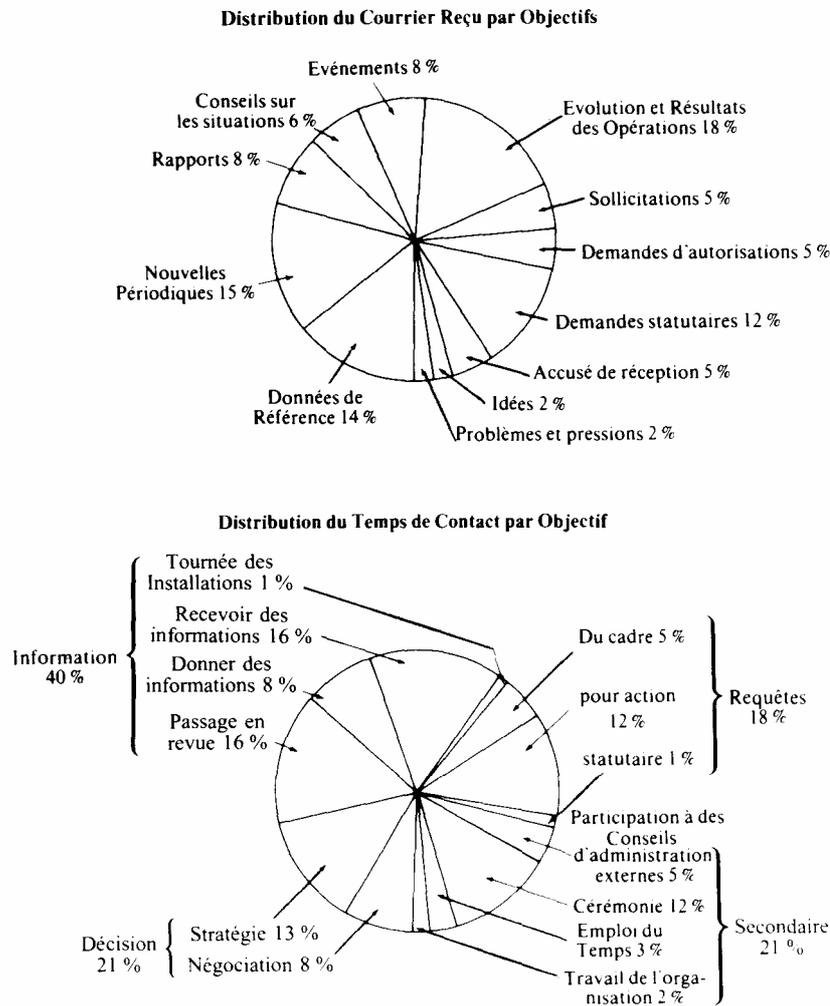 Distribution du Courrier Reçu par Objectifs
Evénements 8 %
Conseils sur
les situations 6 %
Evolution et Résultats
des Opérations 18 %
Rapports 8 %
Sollicitations 5 %
Demandes d'autorisations 5 %
Nouvelles
Périodiques 15 %
Demandes statutaires 12 %
Accusé de réception 5 %
Données de
Référence 14 %
Idées 2 %
Problèmes et pressions 2 %
Distribution du Temps de Contact par Objectif
Tournée des
Installations 1 %
Recevoir des
informations 16 %
Information
40 %
Donner des
informations 8 %
Passage en
revue 16 %
Du cadre 5 %
pour action
12 %
Requêtes
18 %
statutaire 1 %
Participation à des
Conseils
d'administration
externes 5 %
Cérémonie 12 %
Secondaire
21 %
Emploi du
Temps 3 %
Travail de l'orga-
nisation 2 %
Décision
21 %
Stratégie 13 %
Négociation 8 %